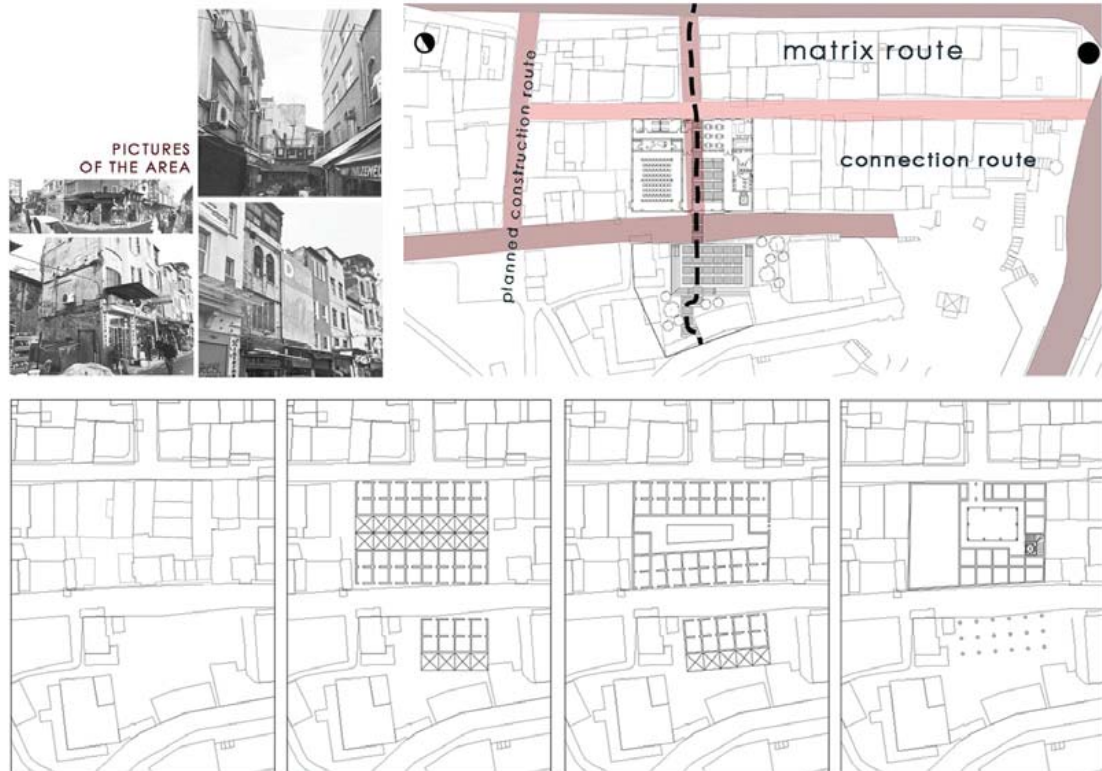 PICTURES
OF THE AREA
matrix route
connection route
planned construction route